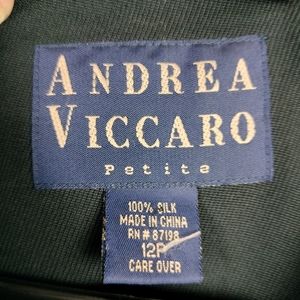 ANDREA
VICCARO
Petite
100% SILK
MADE IN CHINA
RN # 87198
12P
CARE OVER